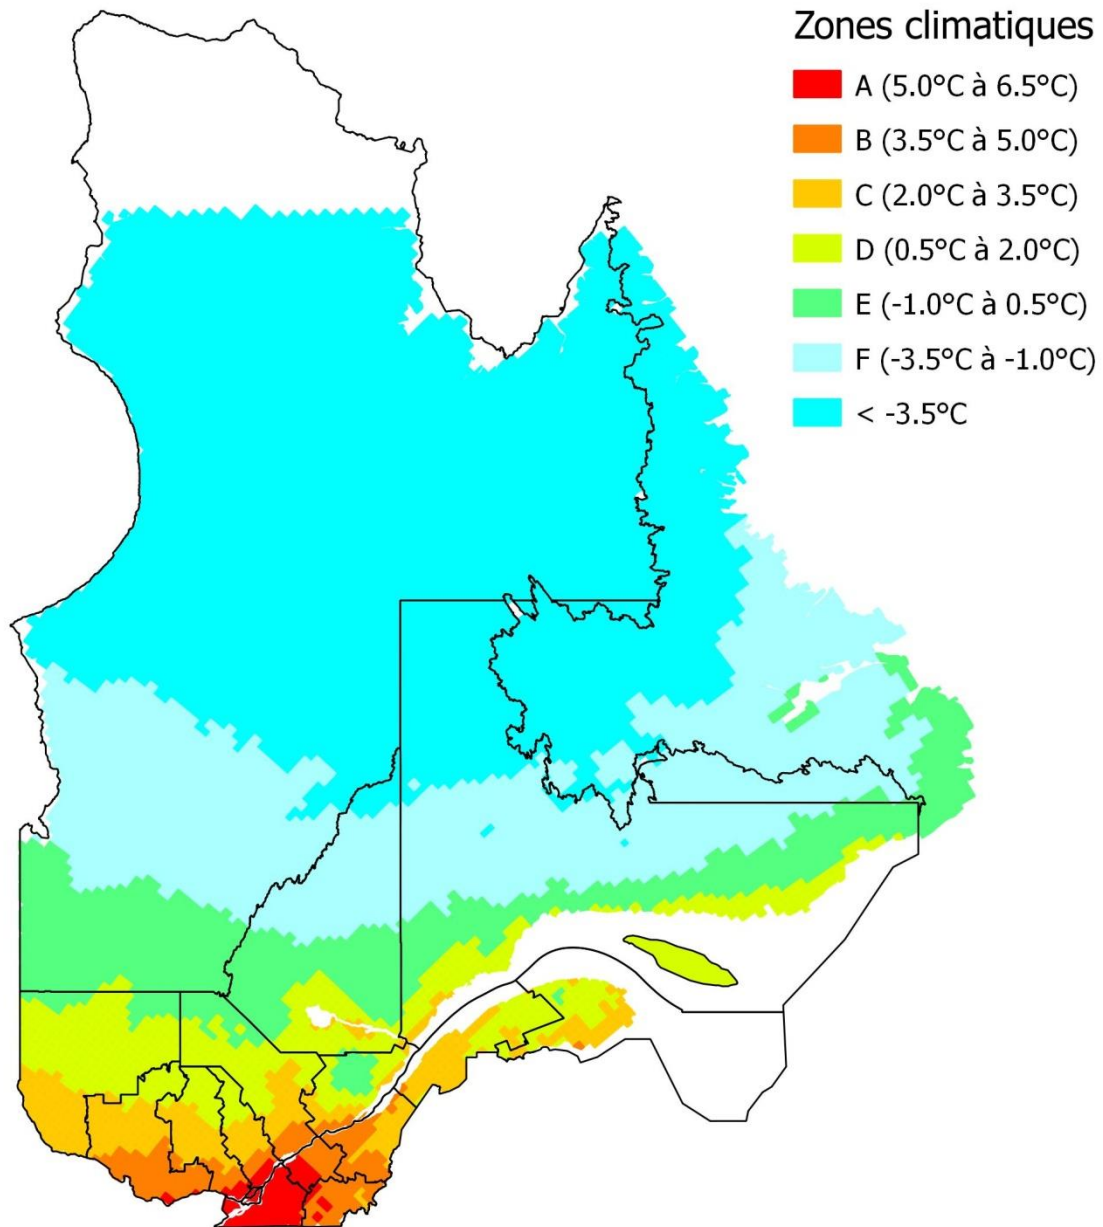 Zones climatiques
A (5.0°C à 6.5°C)
B (3.5°C à 5.0°C)
C (2.0°C à 3.5°C)
D (0.5°C à 2.0°C)
E (-1.0°C à 0.5°C)
F (-3.5°C à -1.0°C)
< -3.5°C